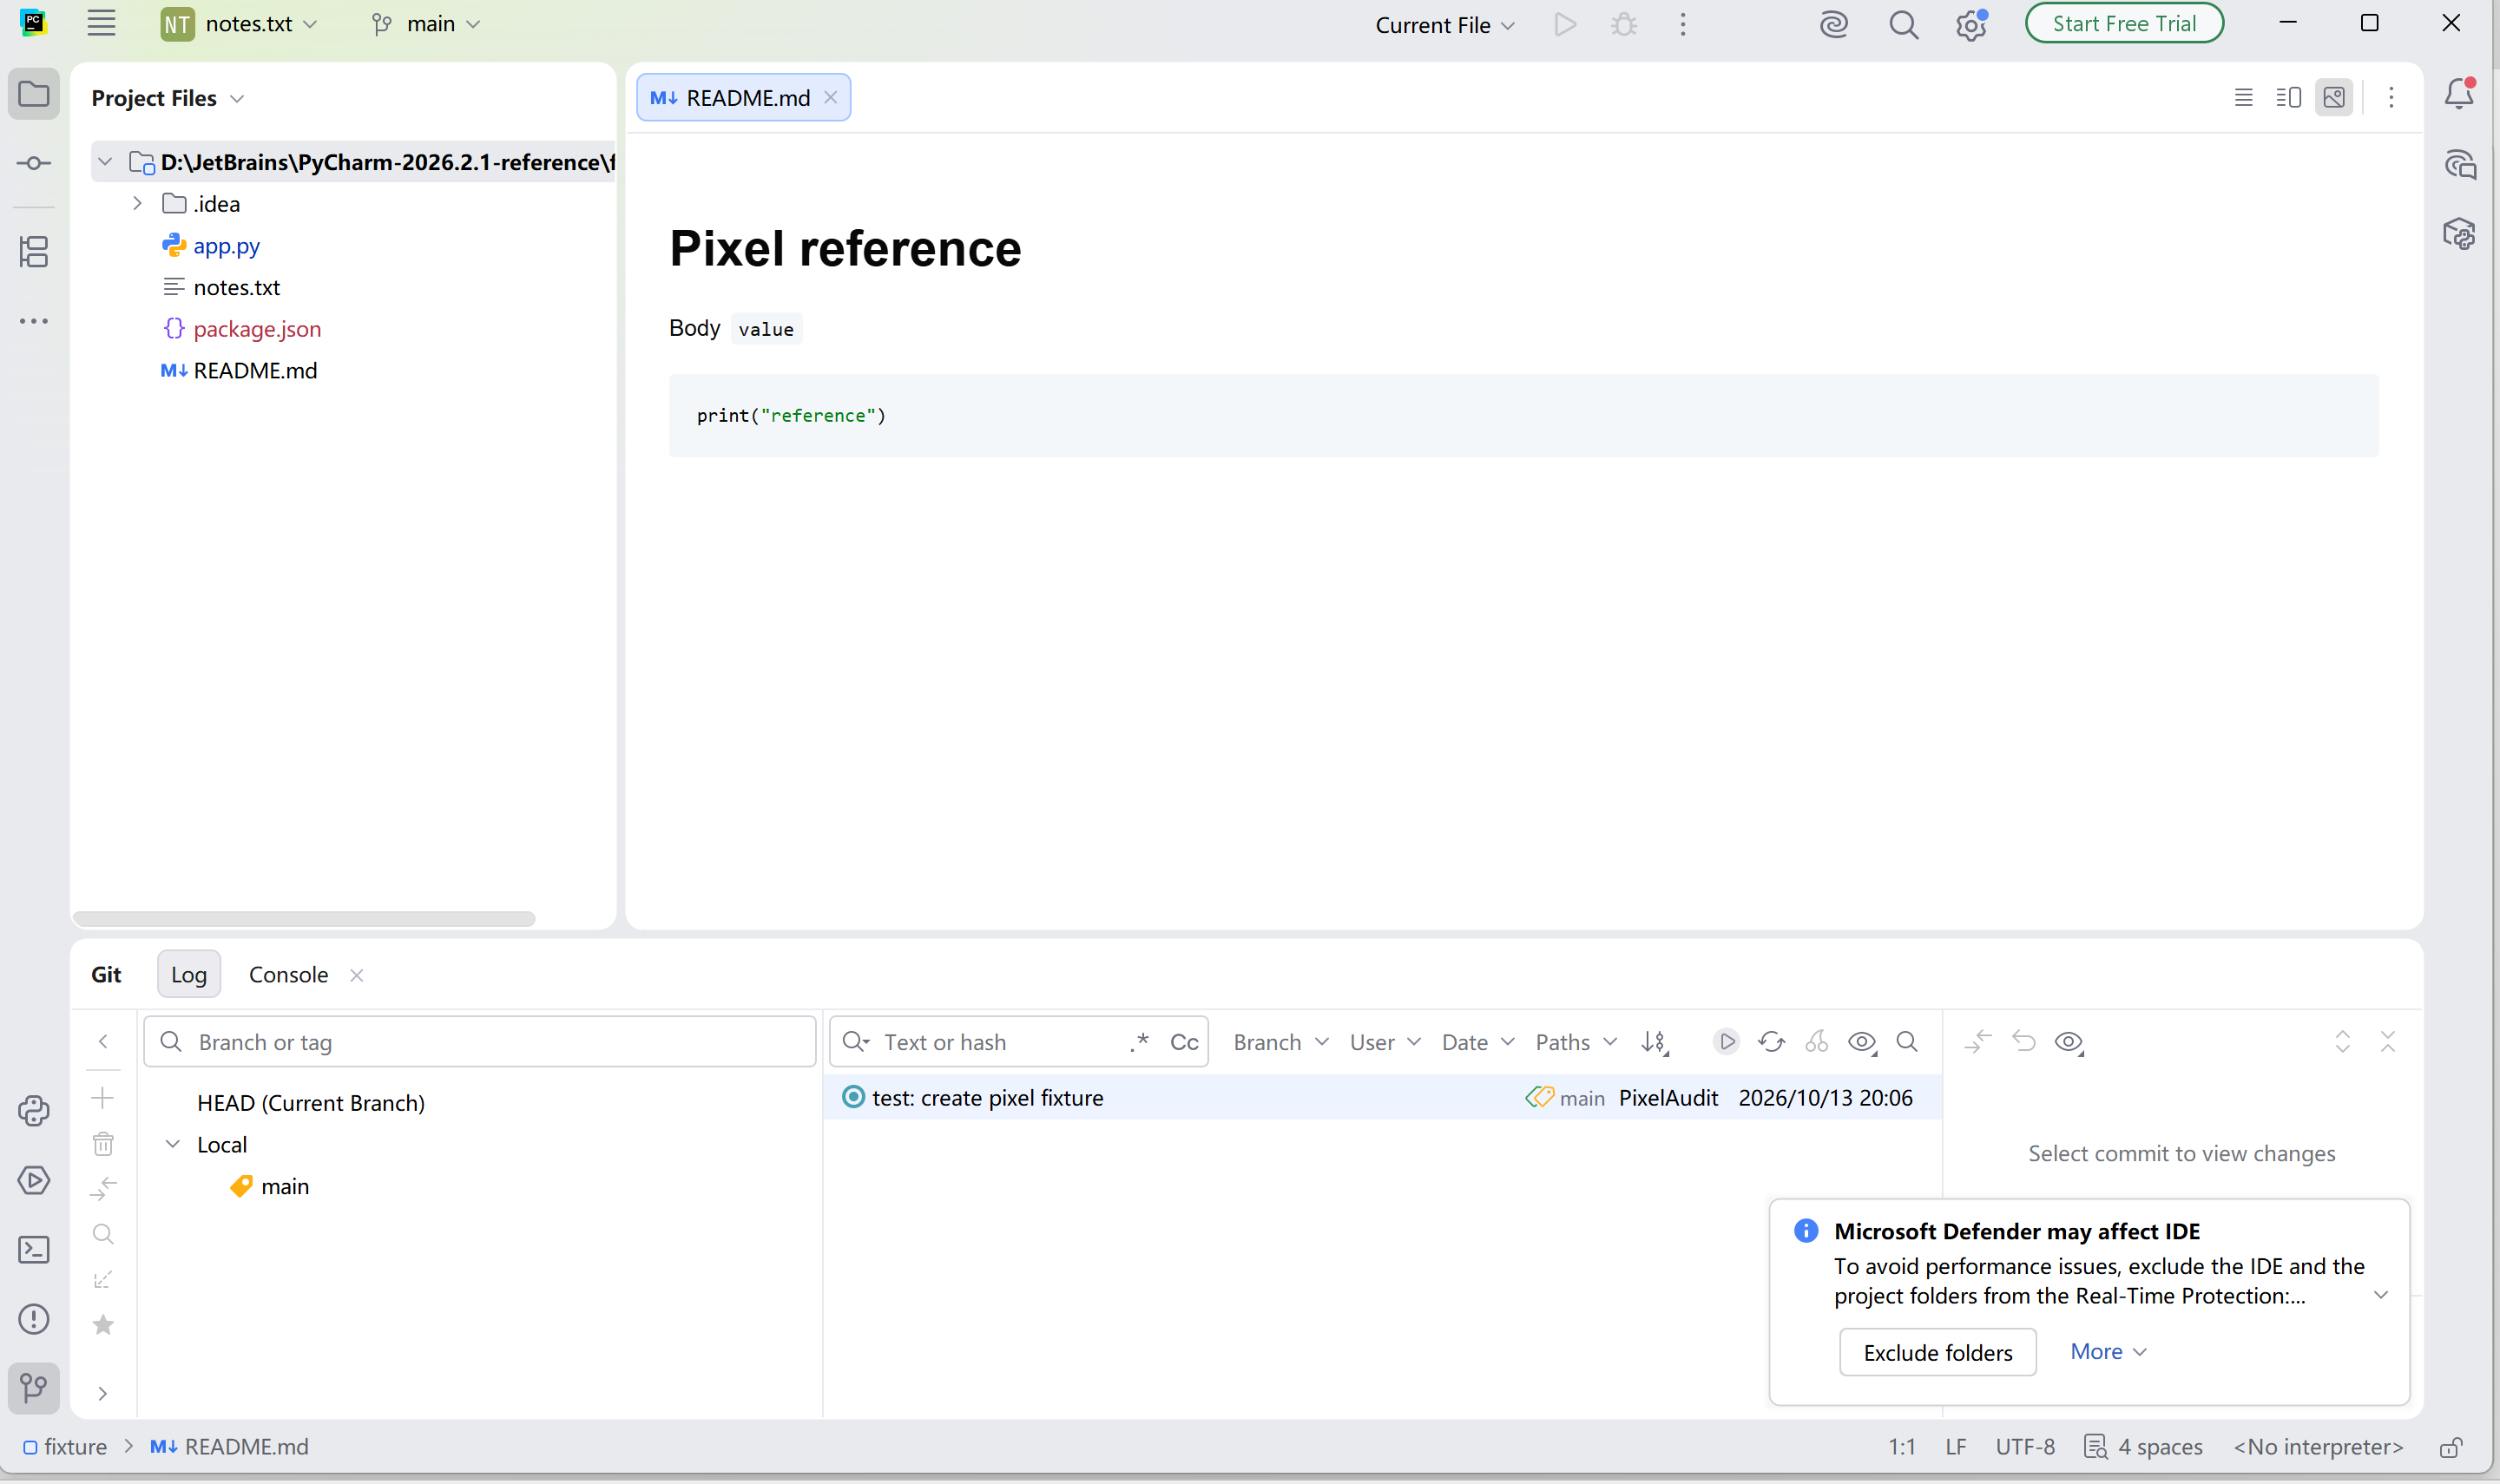 PC
NT notes.txt
main
Current File
Start Free Trial
Project Files
D:\JetBrains\PyCharm-2026.2.1-reference\f
.idea
app.py
notes.txt
package.json
README.md
README.md
Pixel reference
Body value
print("reference")
Git Log Console
Branch or tag
HEAD (Current Branch)
Local
main
Text or hash .* Cc Branch User Date Paths
test: create pixel fixture main PixelAudit 2026/10/13 20:06
Select commit to view changes
Microsoft Defender may affect IDE
To avoid performance issues, exclude the IDE and the
project folders from the Real-Time Protection:...
Exclude folders More
fixture > M↓ README.md
1:1 LF UTF-8 4 spaces <No interpreter>